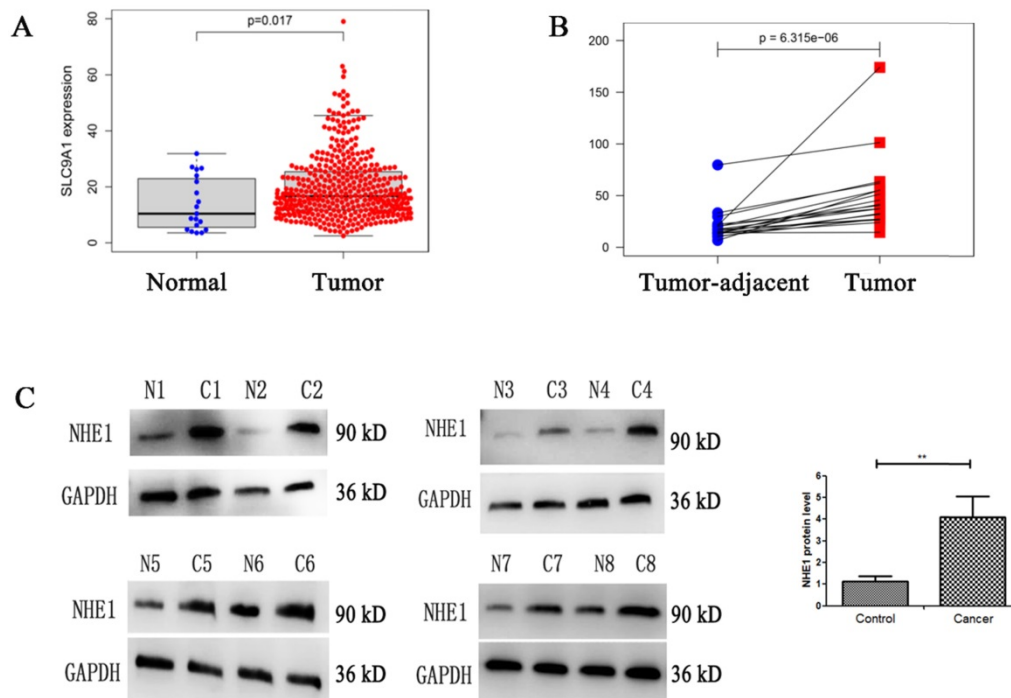 A
p=0.017
SLC9A1 expression
80
60
40
20
0
Normal Tumor
B
p = 6.315e−06
200
150
100
50
0
Tumor-adjacent Tumor
C
N1 C1 N2 C2
NHE1 90 kD
GAPDH 36 kD
N3 C3 N4 C4
NHE1 90 kD
GAPDH 36 kD
N5 C5 N6 C6
NHE1 90 kD
GAPDH 36 kD
N7 C7 N8 C8
NHE1 90 kD
GAPDH 36 kD
**
NHE1 protein level
6
5
4
3
2
1
0
Control Cancer